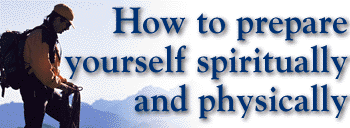 How to prepare
yourself spiritually
and physically